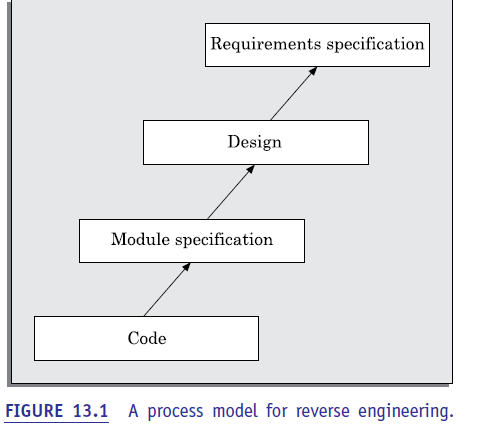 Requirements specification
Design
Module specification
Code
FIGURE 13.1 A process model for reverse engineering.